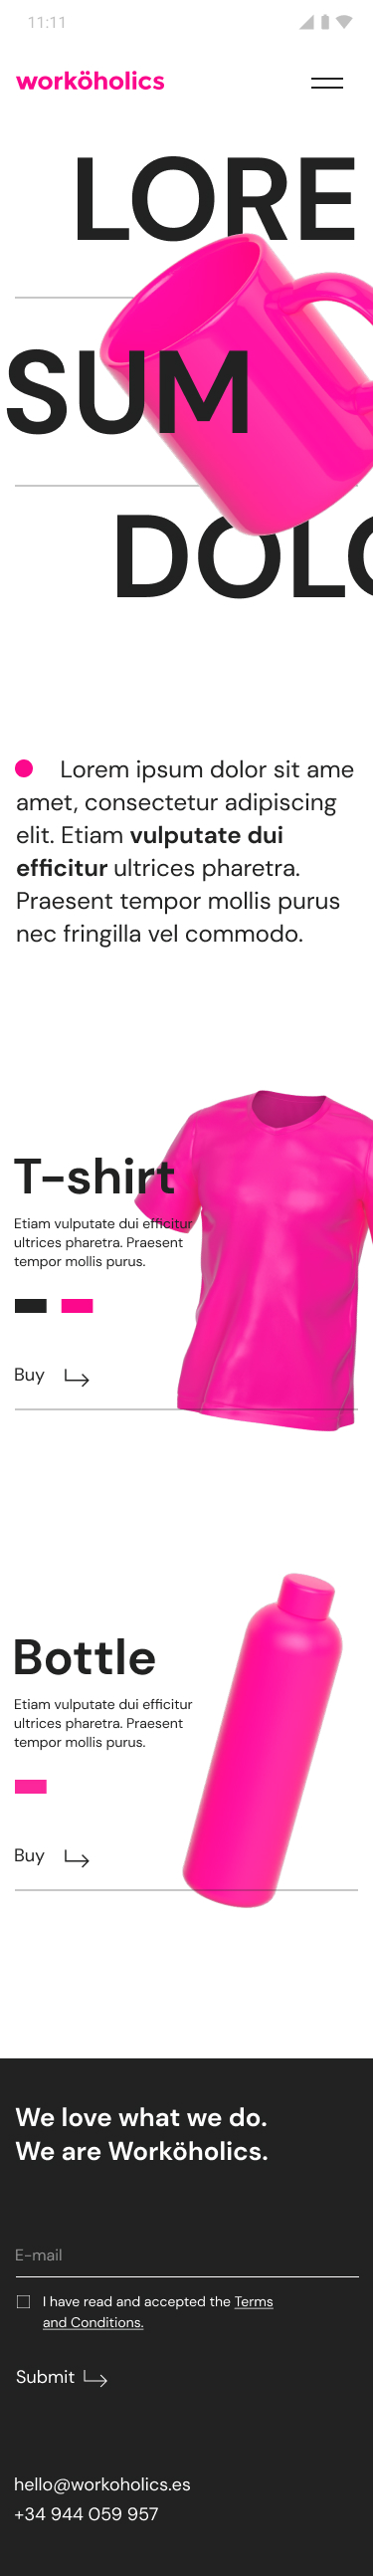 11:11
worköholics
LORE
SUM
DOLO
Lorem ipsum dolor sit ame
amet, consectetur adipiscing
elit. Etiam vulputate dui
efficitur ultrices pharetra.
Praesent tempor mollis purus
nec fringilla vel commodo.
T-shirt
Etiam vulputate dui efficitur
ultrices pharetra. Praesent
tempor mollis purus.
Buy
Bottle
Etiam vulputate dui efficitur
ultrices pharetra. Praesent
tempor mollis purus.
Buy
We love what we do.
We are Worköholics.
E-mail
I have read and accepted the Terms
and Conditions.
Submit
hello@workoholics.es
+34 944 059 957